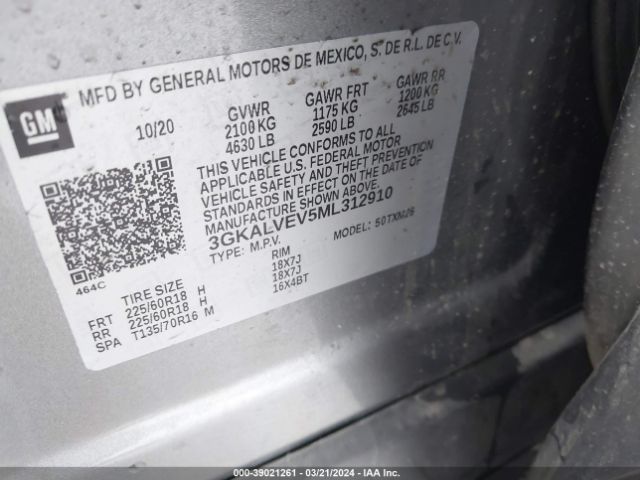 MFD BY GENERAL MOTORS DE MEXICO, S. DE R.L. DE C.V.
GM
10/20
GVWR GAWR FRT GAWR RR
2100 KG 1175 KG 1200 KG
4630 LB 2590 LB 2645 LB
THIS VEHICLE CONFORMS TO ALL
APPLICABLE U.S. FEDERAL MOTOR
VEHICLE SAFETY AND THEFT PREVENTION
STANDARDS IN EFFECT ON THE DATE OF
MANUFACTURE SHOWN ABOVE.
3GKALVEV5ML312910
TYPE: M.P.V. MODEL: 50TXM26
464C
TIRE SIZE RIM
FRT 225/60R18 H 18X7J
RR 225/60R18 H 18X7J
SPA T135/70R16 M 16X4BT
000-39021261 - 03/21/2024 - IAA Inc.